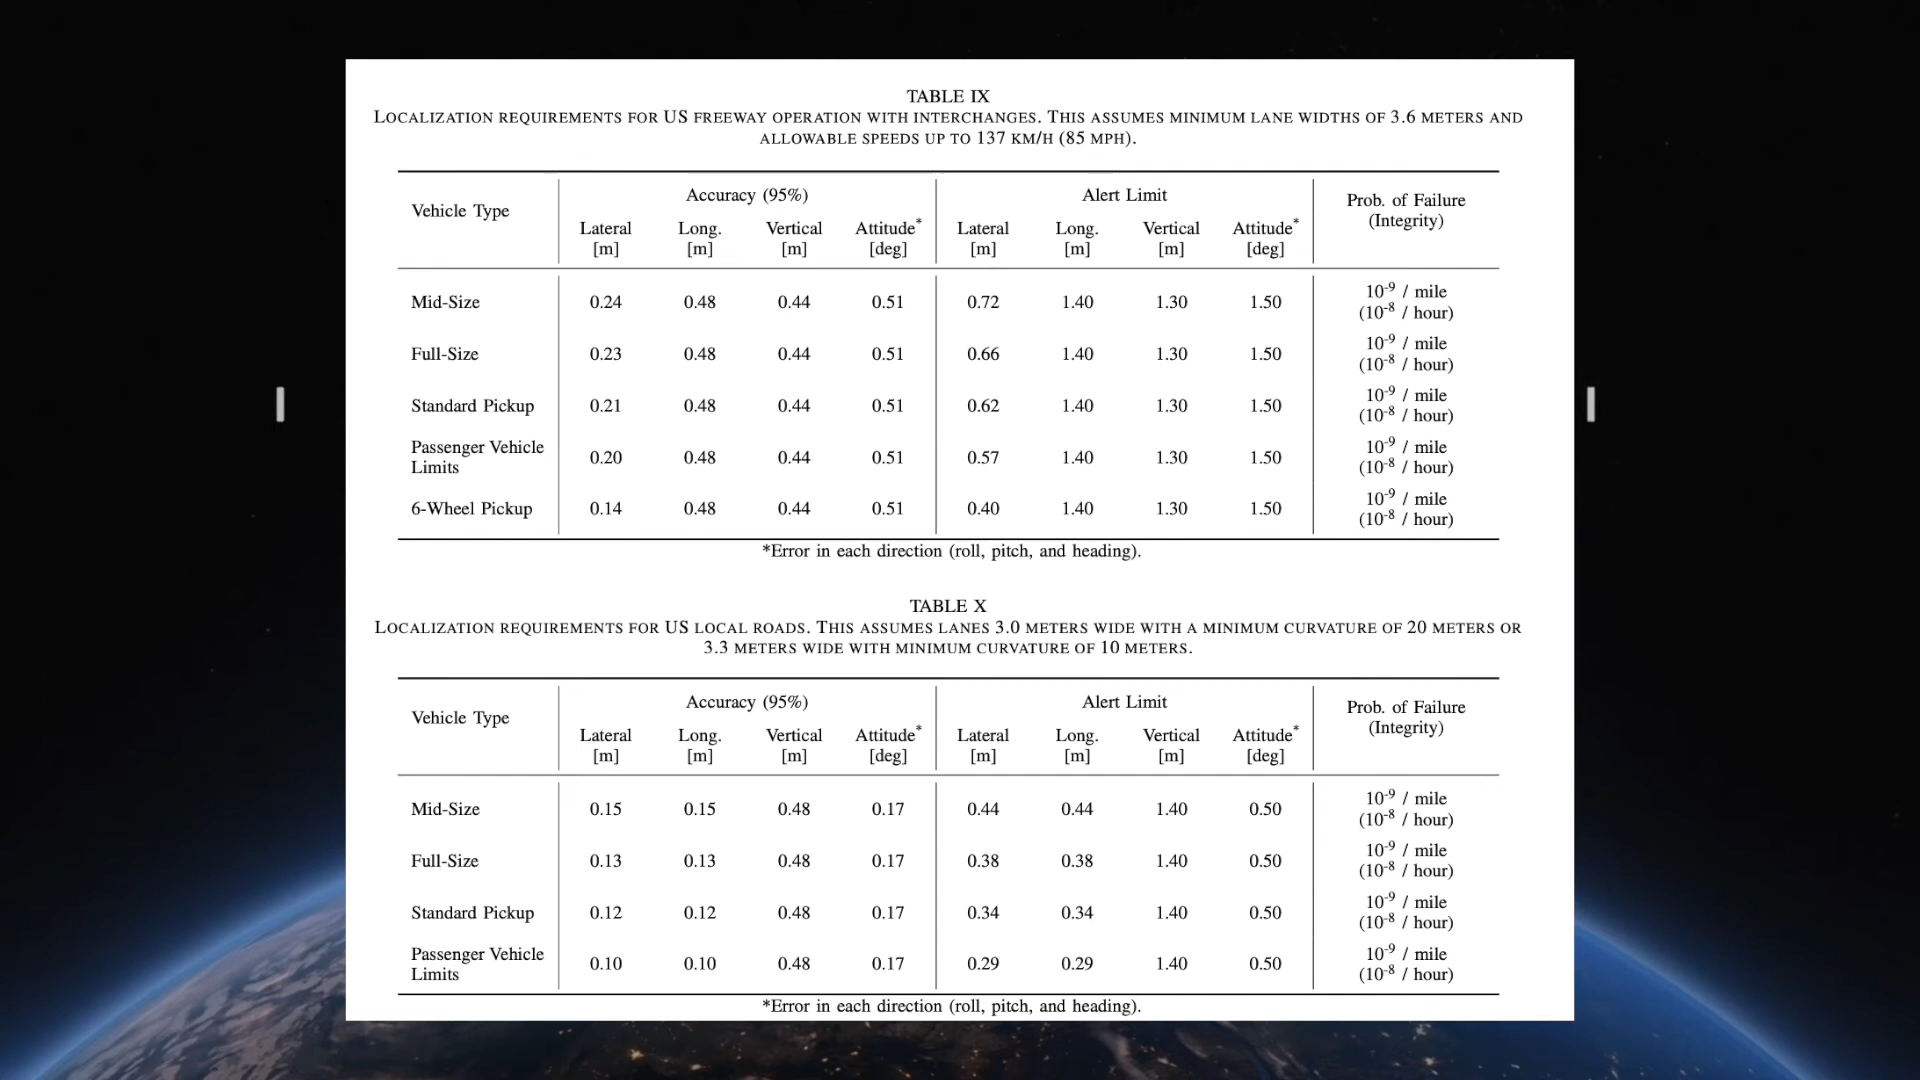 TABLE IX
LOCALIZATION REQUIREMENTS FOR US FREEWAY OPERATION WITH INTERCHANGES. THIS ASSUMES MINIMUM LANE WIDTHS OF 3.6 METERS AND
ALLOWABLE SPEEDS UP TO 137 KM/H (85 MPH).
Vehicle Type Accuracy (95%) Alert Limit Prob. of Failure
(Integrity)
Lateral Long. Vertical Attitude* Lateral Long. Vertical Attitude*
[m] [m] [m] [deg] [m] [m] [m] [deg]
Mid-Size 0.24 0.48 0.44 0.51 0.72 1.40 1.30 1.50 10⁻⁹ / mile
(10⁻⁸ / hour)
Full-Size 0.23 0.48 0.44 0.51 0.66 1.40 1.30 1.50 10⁻⁹ / mile
(10⁻⁸ / hour)
Standard Pickup 0.21 0.48 0.44 0.51 0.62 1.40 1.30 1.50 10⁻⁹ / mile
(10⁻⁸ / hour)
Passenger Vehicle
Limits 0.20 0.48 0.44 0.51 0.57 1.40 1.30 1.50 10⁻⁹ / mile
(10⁻⁸ / hour)
6-Wheel Pickup 0.14 0.48 0.44 0.51 0.40 1.40 1.30 1.50 10⁻⁹ / mile
(10⁻⁸ / hour)
*Error in each direction (roll, pitch, and heading).
TABLE X
LOCALIZATION REQUIREMENTS FOR US LOCAL ROADS. THIS ASSUMES LANES 3.0 METERS WIDE WITH A MINIMUM CURVATURE OF 20 METERS OR
3.3 METERS WIDE WITH MINIMUM CURVATURE OF 10 METERS.
Vehicle Type Accuracy (95%) Alert Limit Prob. of Failure
(Integrity)
Lateral Long. Vertical Attitude* Lateral Long. Vertical Attitude*
[m] [m] [m] [deg] [m] [m] [m] [deg]
Mid-Size 0.15 0.15 0.48 0.17 0.44 0.44 1.40 0.50 10⁻⁹ / mile
(10⁻⁸ / hour)
Full-Size 0.13 0.13 0.48 0.17 0.38 0.38 1.40 0.50 10⁻⁹ / mile
(10⁻⁸ / hour)
Standard Pickup 0.12 0.12 0.48 0.17 0.34 0.34 1.40 0.50 10⁻⁹ / mile
(10⁻⁸ / hour)
Passenger Vehicle
Limits 0.10 0.10 0.48 0.17 0.29 0.29 1.40 0.50 10⁻⁹ / mile
(10⁻⁸ / hour)
*Error in each direction (roll, pitch, and heading).